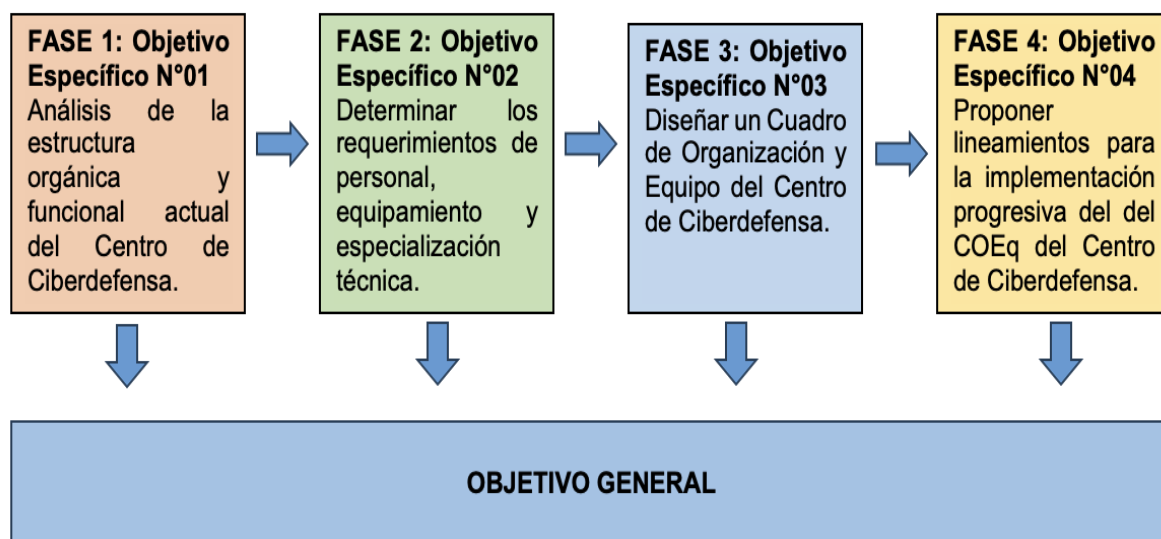 FASE 1: Objetivo
Específico N°01
Análisis de la
estructura
orgánica y
funcional actual
del Centro de
Ciberdefensa.
FASE 2: Objetivo
Específico N°02
Determinar los
requerimientos de
personal,
equipamiento y
especialización
técnica.
FASE 3: Objetivo
Específico N°03
Diseñar un Cuadro
de Organización y
Equipo del Centro
de Ciberdefensa.
FASE 4: Objetivo
Específico N°04
Proponer
lineamientos para
la implementación
progresiva del del
COEq del Centro
de Ciberdefensa.
OBJETIVO GENERAL